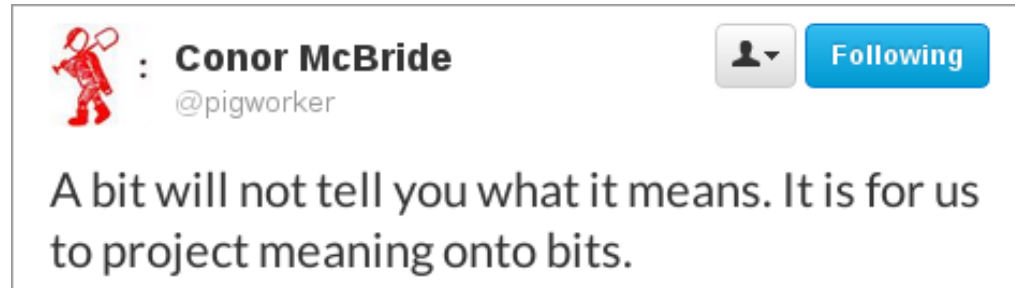 : Conor McBride
Following
@pigworker
A bit will not tell you what it means. It is for us
to project meaning onto bits.